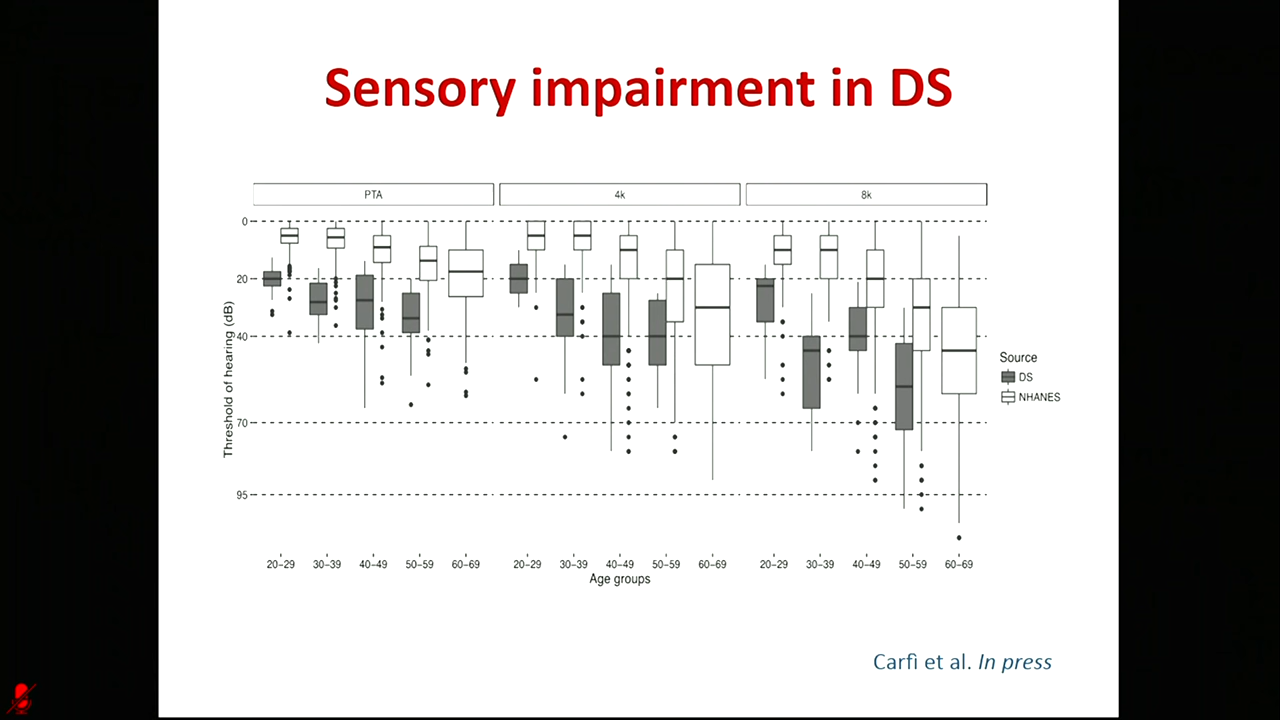 Sensory impairment in DS
PTA
4k
8k
0
20
40
70
95
Threshold of hearing (dB)
20–29 30–39 40–49 50–59 60–69
20–29 30–39 40–49 50–59 60–69
20–29 30–39 40–49 50–59 60–69
Age groups
Source
DS
NHANES
Carfì et al. In press